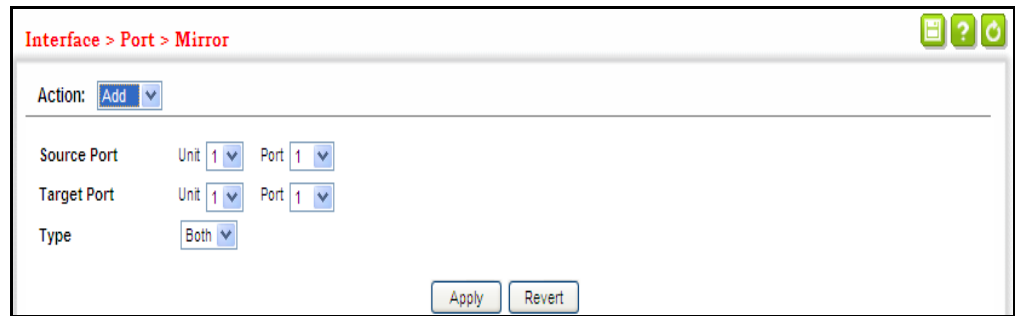 Interface > Port > Mirror
?
Action: Add
Source Port Unit 1 Port 1
Target Port Unit 1 Port 1
Type Both
Apply Revert